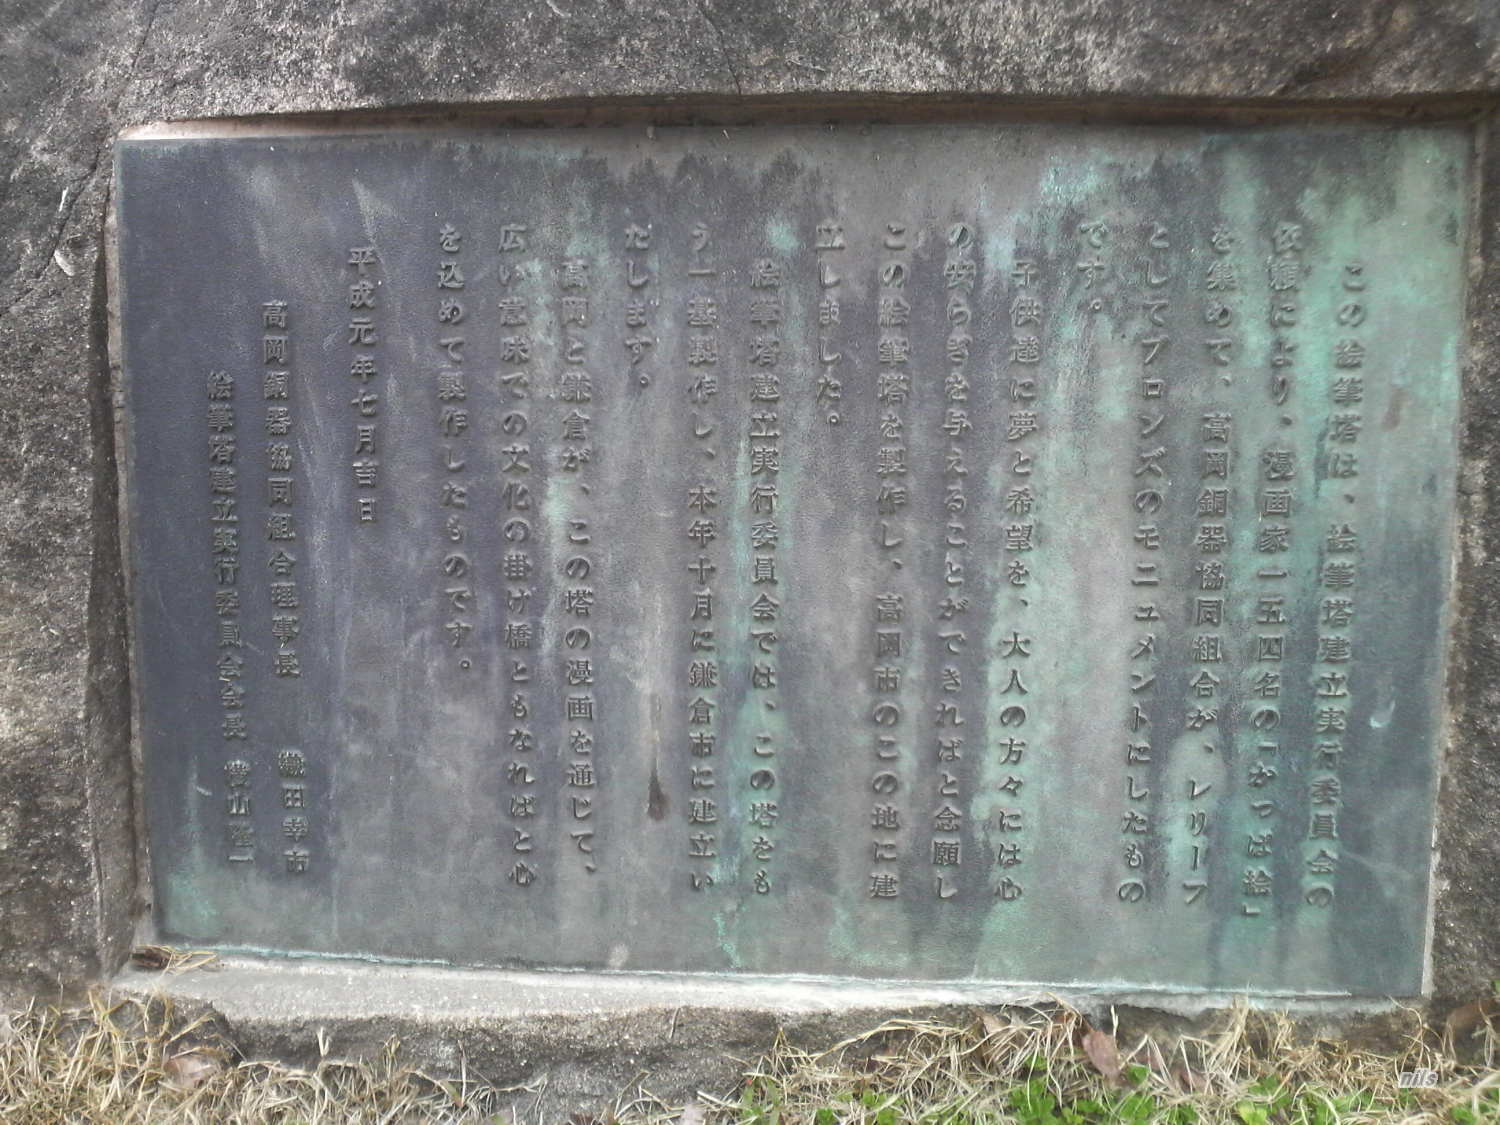 この絵筆塔は、絵筆塔建立実行委員会の
依頼により、漫画家一五四名の「かっぱ絵」
を集めて、高岡銅器協同組合が、レリーフ
としてブロンズのモニュメントにしたもの
です。
子供達に夢と希望を、大人の方々には心
の安らぎを与えることができればと念願し
この絵筆塔を製作し、高岡市のこの地に建
立しました。
絵筆塔建立実行委員会では、この塔をも
う一基製作し、本年十月に鎌倉市に建立い
たします。
高岡と鎌倉が、この塔の漫画を通じて、
広い意味での文化の掛け橋ともなればと心
を込めて製作したものです。
平成元年七月吉日
高岡銅器協同組合理事長 鎌田幸市
絵筆塔建立実行委員会会長 山隆一
nils